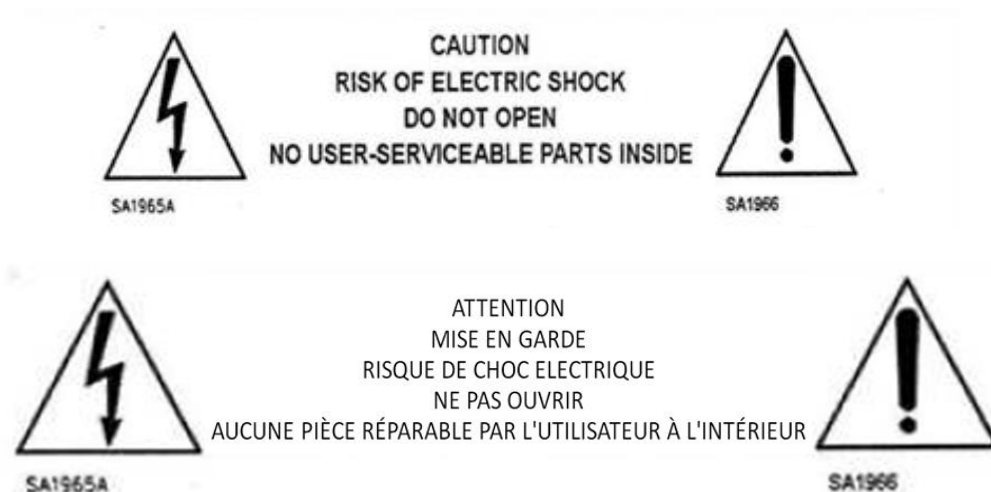 CAUTION
RISK OF ELECTRIC SHOCK
DO NOT OPEN
NO USER-SERVICEABLE PARTS INSIDE
SA1965A
SA1966
ATTENTION
MISE EN GARDE
RISQUE DE CHOC ELECTRIQUE
NE PAS OUVRIR
AUCUNE PIÈCE RÉPARABLE PAR L'UTILISATEUR À L'INTÉRIEUR
SA1965A
SA1966